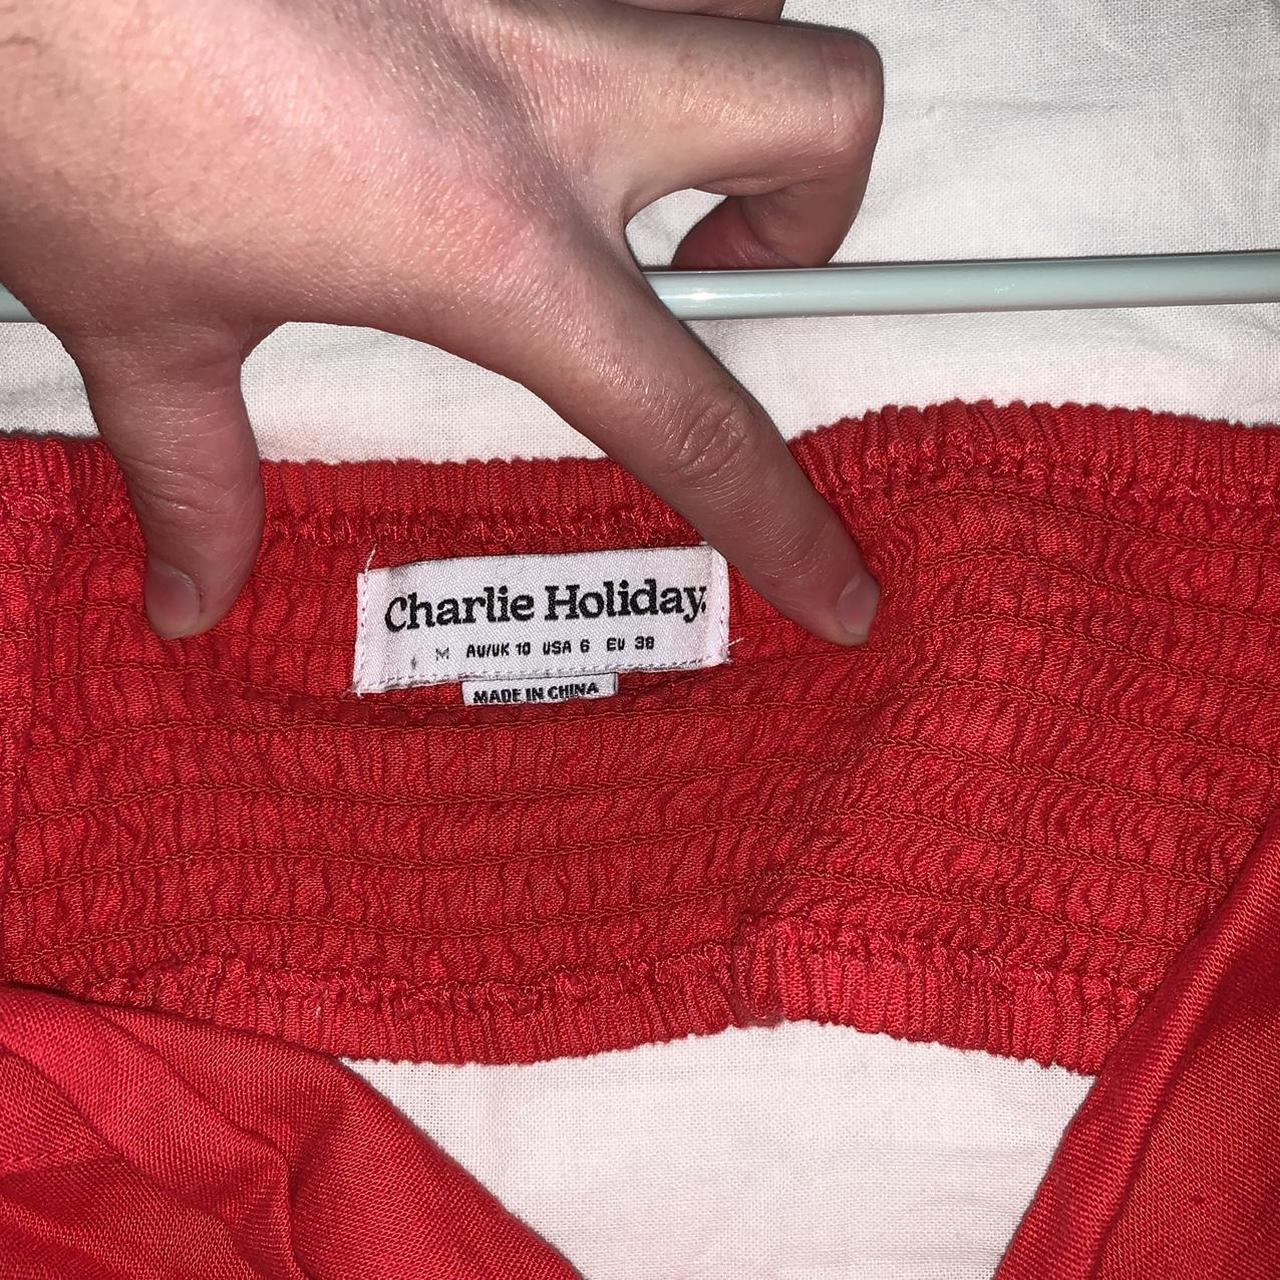 Charlie Holiday.
M AU/UK 10 USA 6 EU 38
MADE IN CHINA